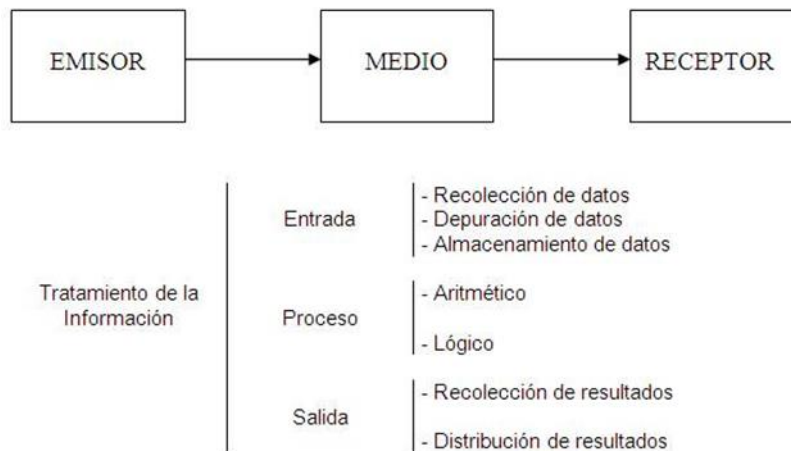 EMISOR
MEDIO
RECEPTOR
Tratamiento de la
Información
Entrada
- Recolección de datos
- Depuración de datos
- Almacenamiento de datos
Proceso
- Aritmético
- Lógico
Salida
- Recolección de resultados
- Distribución de resultados